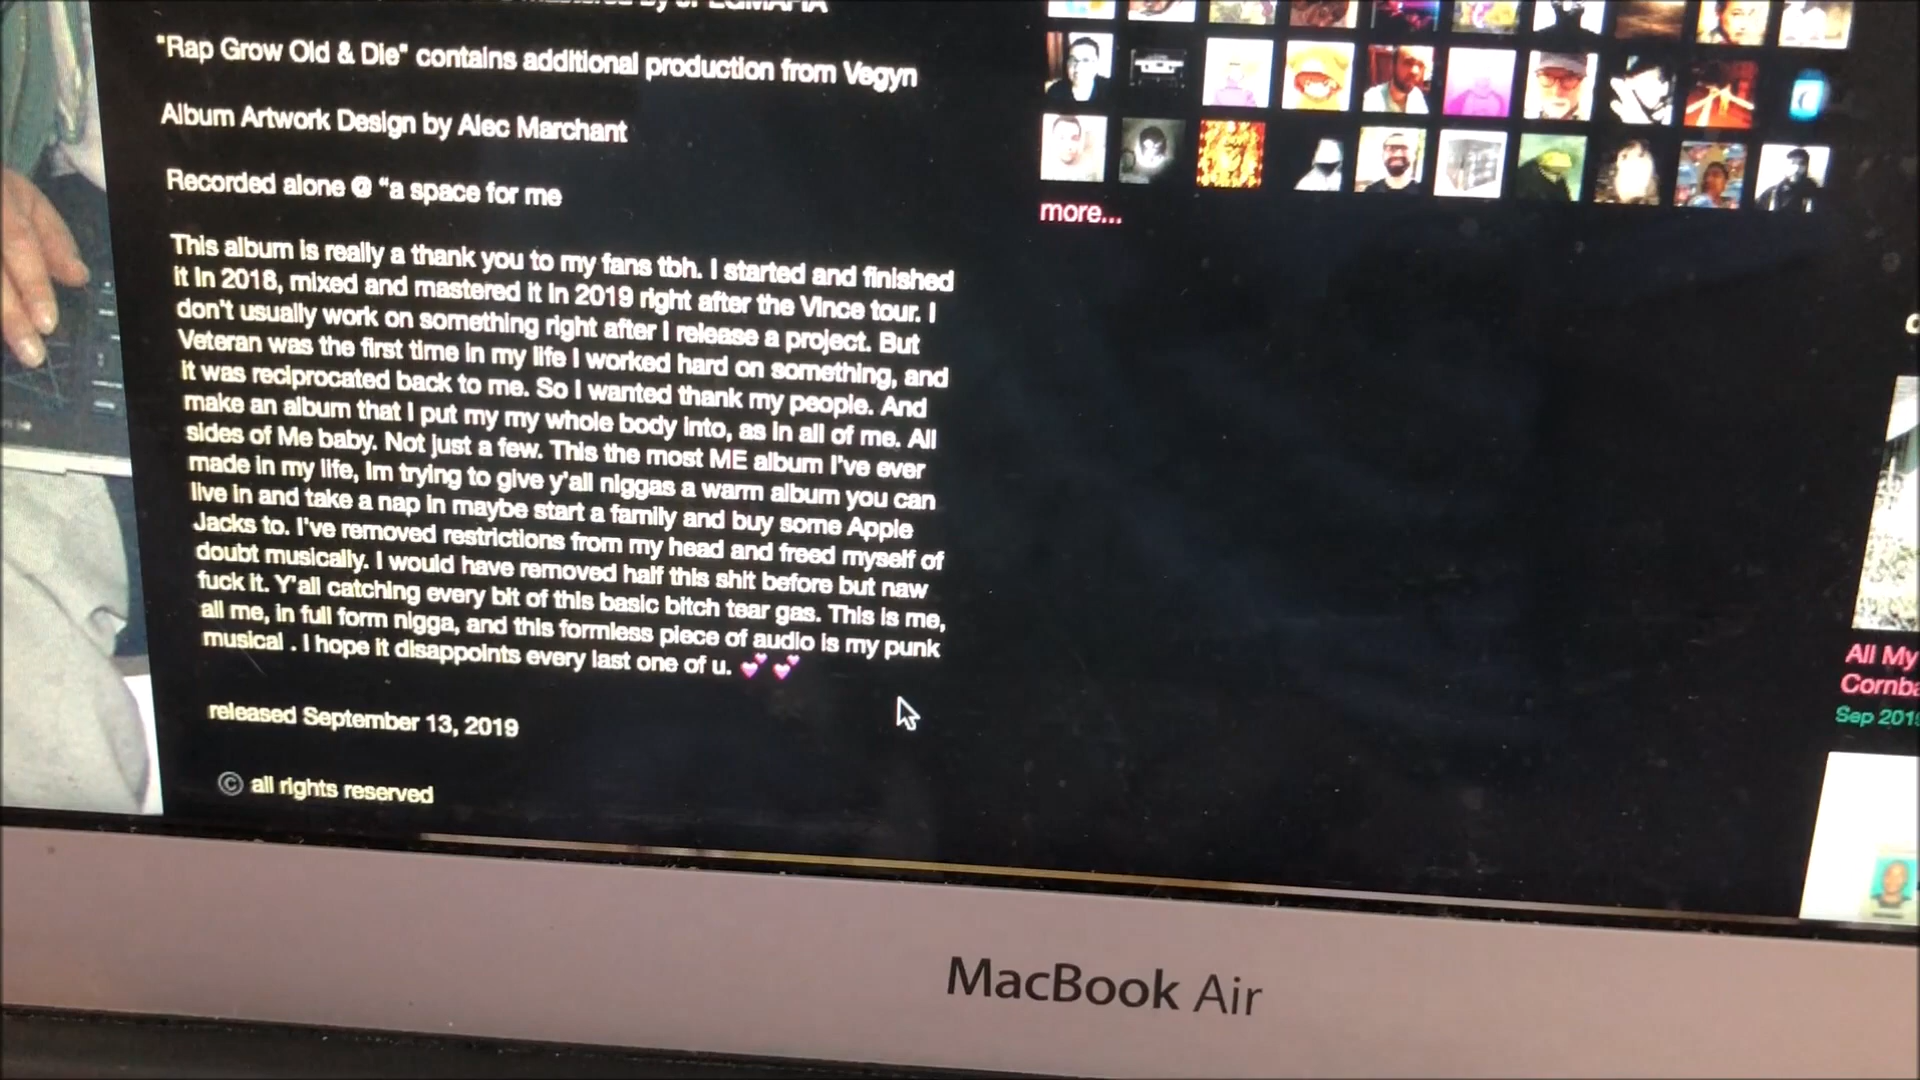 mastered by JPEGMAFIA
"Rap Grow Old & Die" contains additional production from Vegyn
Album Artwork Design by Alec Marchant
Recorded alone @ “a space for me
This album is really a thank you to my fans tbh. I started and finished
it in 2018, mixed and mastered it in 2019 right after the Vince tour. I
don't usually work on something right after I release a project. But
Veteran was the first time in my life I worked hard on something, and
it was reciprocated back to me. So I wanted thank my people. And
make an album that I put my my whole body into, as in all of me. All
sides of Me baby. Not just a few. This the most ME album I've ever
made in my life, Im trying to give y'all niggas a warm album you can
live in and take a nap in maybe start a family and buy some Apple
Jacks to. I've removed restrictions from my head and freed myself of
doubt musically. I would have removed half this shit before but naw
fuck it. Y'all catching every bit of this basic bitch tear gas. This is me,
all me, in full form nigga, and this formless piece of audio is my punk
musical . I hope it disappoints every last one of u. 💕 💕
released September 13, 2019
© all rights reserved
more...
All My
Cornba
Sep 2019
MacBook Air